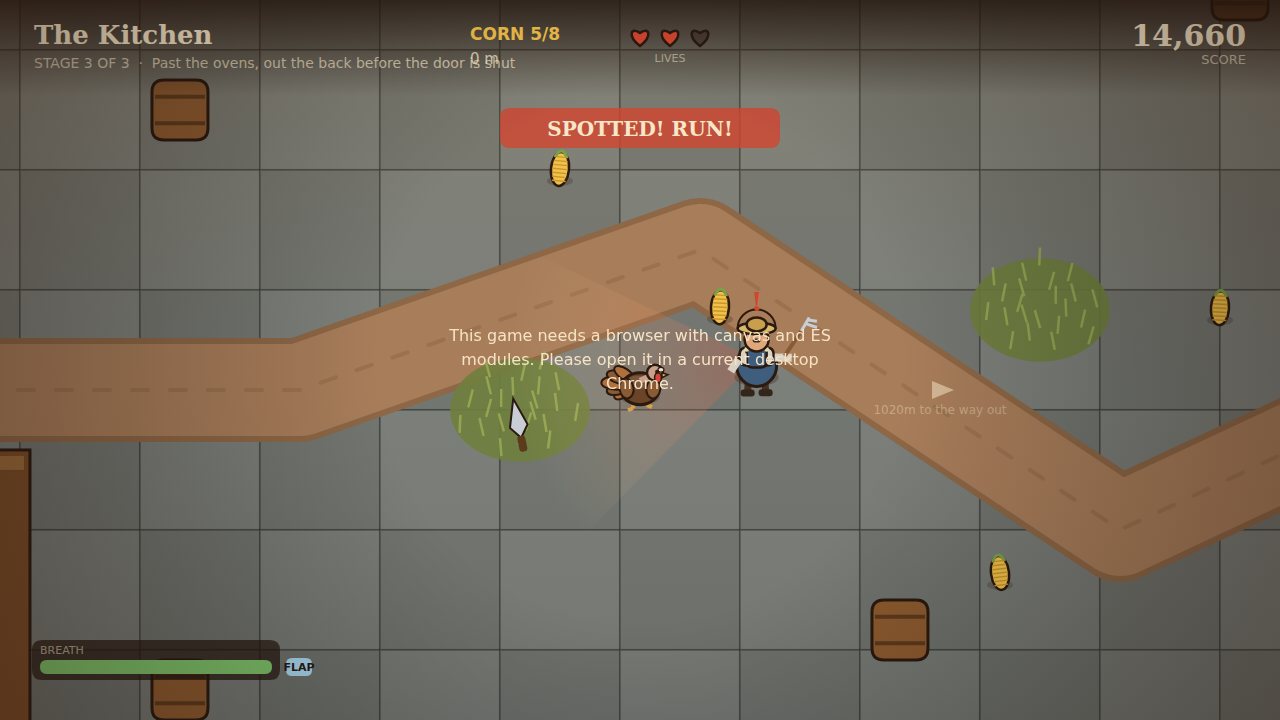 The Kitchen
STAGE 3 OF 3 · Past the ovens, out the back before the door is shut
CORN 5/8
0 m
LIVES
14,660
SCORE
SPOTTED! RUN!
This game needs a browser with canvas and ES
modules. Please open it in a current desktop
Chrome.
1020m to the way out
BREATH
FLAP